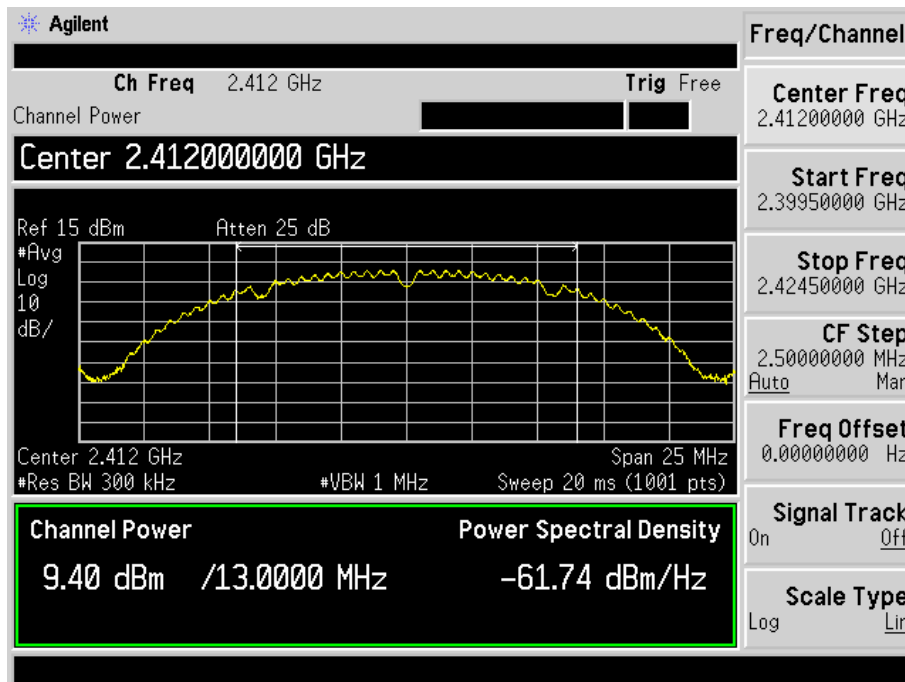 Agilent
Freq/Channel
Ch Freq 2.412 GHz Trig Free
Channel Power
Center 2.412000000 GHz
Ref 15 dBm Atten 25 dB
#Avg
Log
10
dB/
Center 2.412 GHz Span 25 MHz
#Res BW 300 kHz #VBW 1 MHz Sweep 20 ms (1001 pts)
Channel Power Power Spectral Density
9.40 dBm /13.0000 MHz -61.74 dBm/Hz
Center Freq
2.41200000 GHz
Start Freq
2.39950000 GHz
Stop Freq
2.42450000 GHz
CF Step
2.50000000 MHz
Auto Man
Freq Offset
0.00000000 Hz
Signal Track
On Off
Scale Type
Log Lin